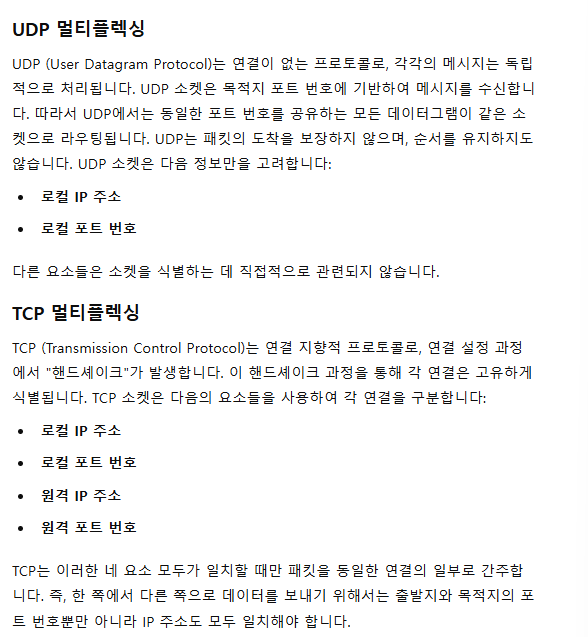 UDP 멀티플렉싱
UDP (User Datagram Protocol)는 연결이 없는 프로토콜로, 각각의 메시지는 독립
적으로 처리됩니다. UDP 소켓은 목적지 포트 번호에 기반하여 메시지를 수신합니
다. 따라서 UDP에서는 동일한 포트 번호를 공유하는 모든 데이터그램이 같은 소
켓으로 라우팅됩니다. UDP는 패킷의 도착을 보장하지 않으며, 순서를 유지하지도
않습니다. UDP 소켓은 다음 정보만을 고려합니다:
• 로컬 IP 주소
• 로컬 포트 번호
다른 요소들은 소켓을 식별하는 데 직접적으로 관련되지 않습니다.
TCP 멀티플렉싱
TCP (Transmission Control Protocol)는 연결 지향적 프로토콜로, 연결 설정 과정
에서 "핸드셰이크"가 발생합니다. 이 핸드셰이크 과정을 통해 각 연결은 고유하게
식별됩니다. TCP 소켓은 다음의 요소들을 사용하여 각 연결을 구분합니다:
• 로컬 IP 주소
• 로컬 포트 번호
• 원격 IP 주소
• 원격 포트 번호
TCP는 이러한 네 요소 모두가 일치할 때만 패킷을 동일한 연결의 일부로 간주합
니다. 즉, 한 쪽에서 다른 쪽으로 데이터를 보내기 위해서는 출발지와 목적지의 포
트 번호뿐만 아니라 IP 주소도 모두 일치해야 합니다.